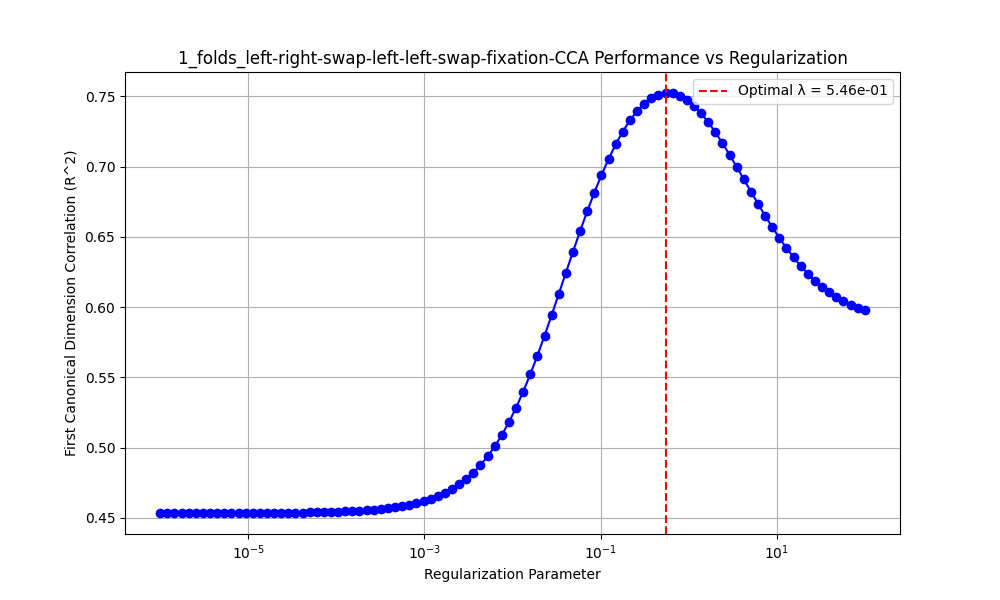 1_folds_left-right-swap-left-left-swap-fixation-CCA Performance vs Regularization
Optimal λ = 5.46e-01
First Canonical Dimension Correlation (R^2)
0.75
0.70
0.65
0.60
0.55
0.50
0.45
10⁻⁵
10⁻³
10⁻¹
10¹
Regularization Parameter